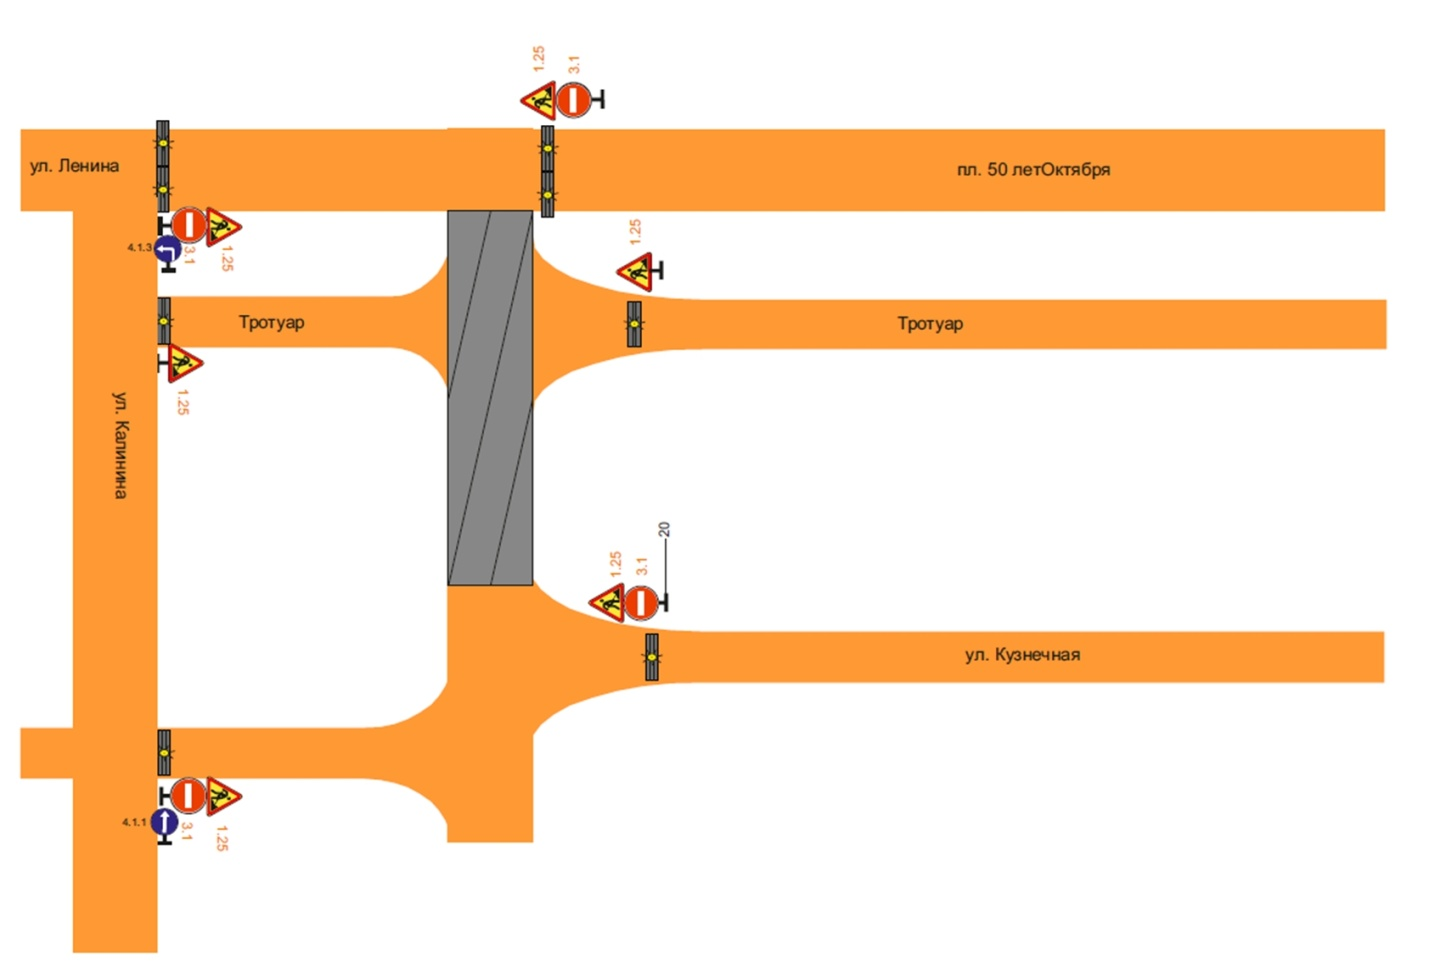 1.25
3.1
ул. Ленина
пл. 50 летОктября
4.1.3
3.1
1.25
1.25
Тротуар
Тротуар
1.25
ул. Калинина
20
1.25
3.1
ул. Кузнечная
4.1.1
3.1
1.25